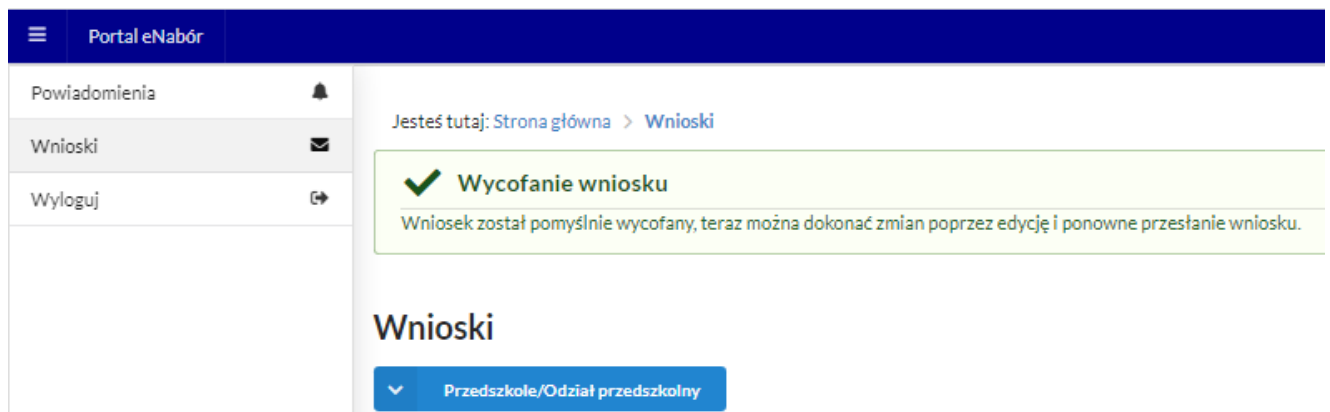 Portal eNabór
Powiadomienia
Wnioski
Wyloguj
Jesteś tutaj: Strona główna > Wnioski
Wycofanie wniosku
Wniosek został pomyślnie wycofany, teraz można dokonać zmian poprzez edycję i ponowne przesłanie wniosku.
Wnioski
Przedszkole/Odział przedszkolny